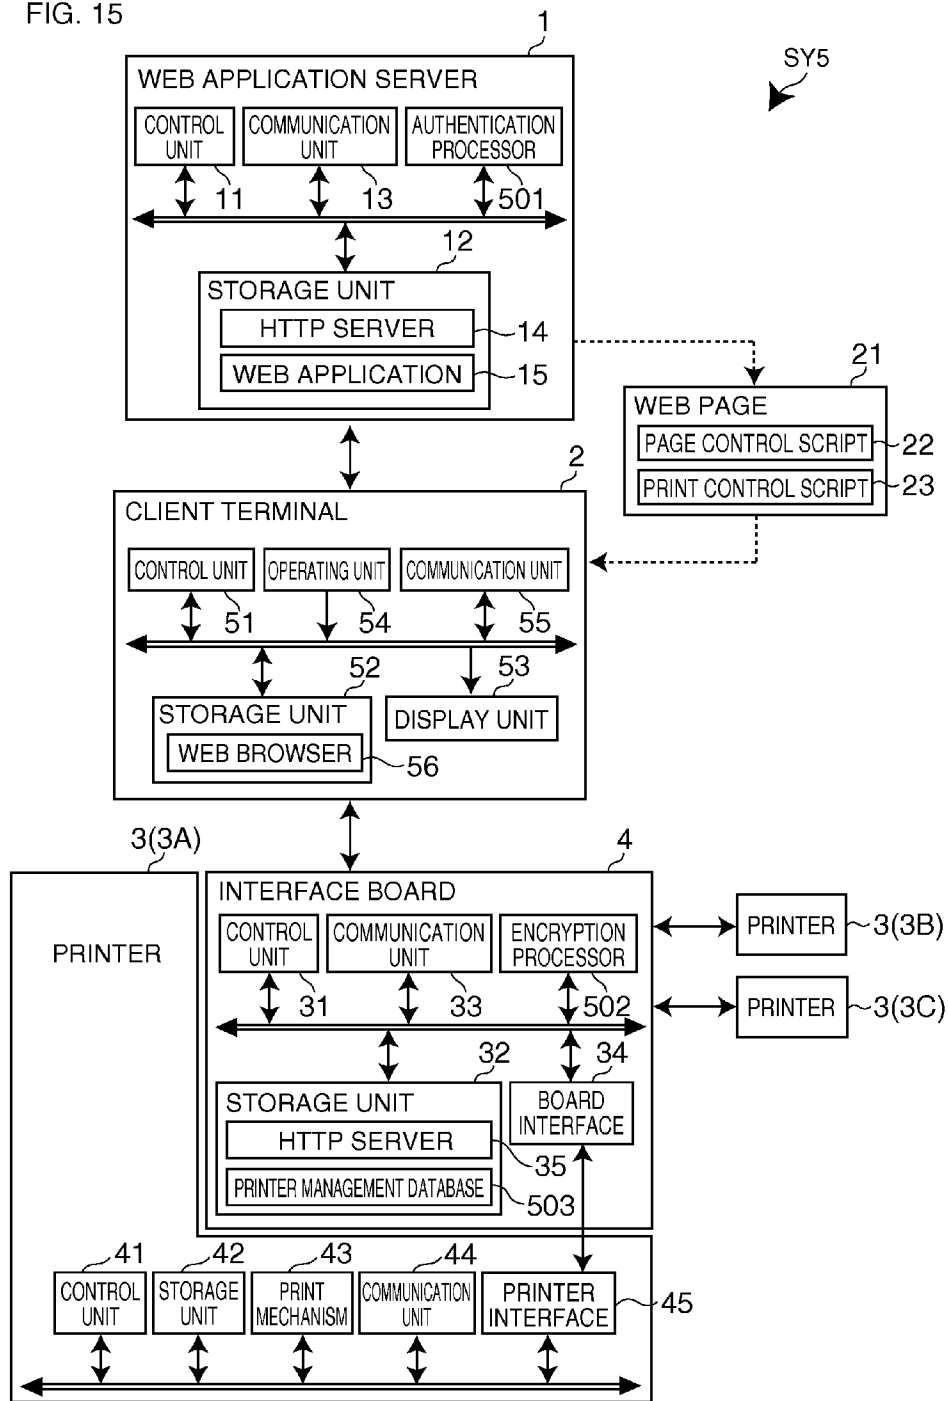 FIG. 15
1
SY5
WEB APPLICATION SERVER
CONTROL
UNIT
COMMUNICATION
UNIT
AUTHENTICATION
PROCESSOR
11
13
501
12
STORAGE UNIT
HTTP SERVER
14
WEB APPLICATION
15
21
WEB PAGE
PAGE CONTROL SCRIPT
22
PRINT CONTROL SCRIPT
23
2
CLIENT TERMINAL
CONTROL UNIT
OPERATING UNIT
COMMUNICATION UNIT
51
54
55
52
53
STORAGE UNIT
DISPLAY UNIT
WEB BROWSER
56
3(3A)
4
PRINTER
INTERFACE BOARD
CONTROL
UNIT
COMMUNICATION
UNIT
ENCRYPTION
PROCESSOR
31
33
502
PRINTER
3(3B)
PRINTER
3(3C)
32
34
STORAGE UNIT
HTTP SERVER
35
PRINTER MANAGEMENT DATABASE
503
BOARD
INTERFACE
41
42
43
44
CONTROL
UNIT
STORAGE
UNIT
PRINT
MECHANISM
COMMUNICATION
UNIT
PRINTER
INTERFACE
45